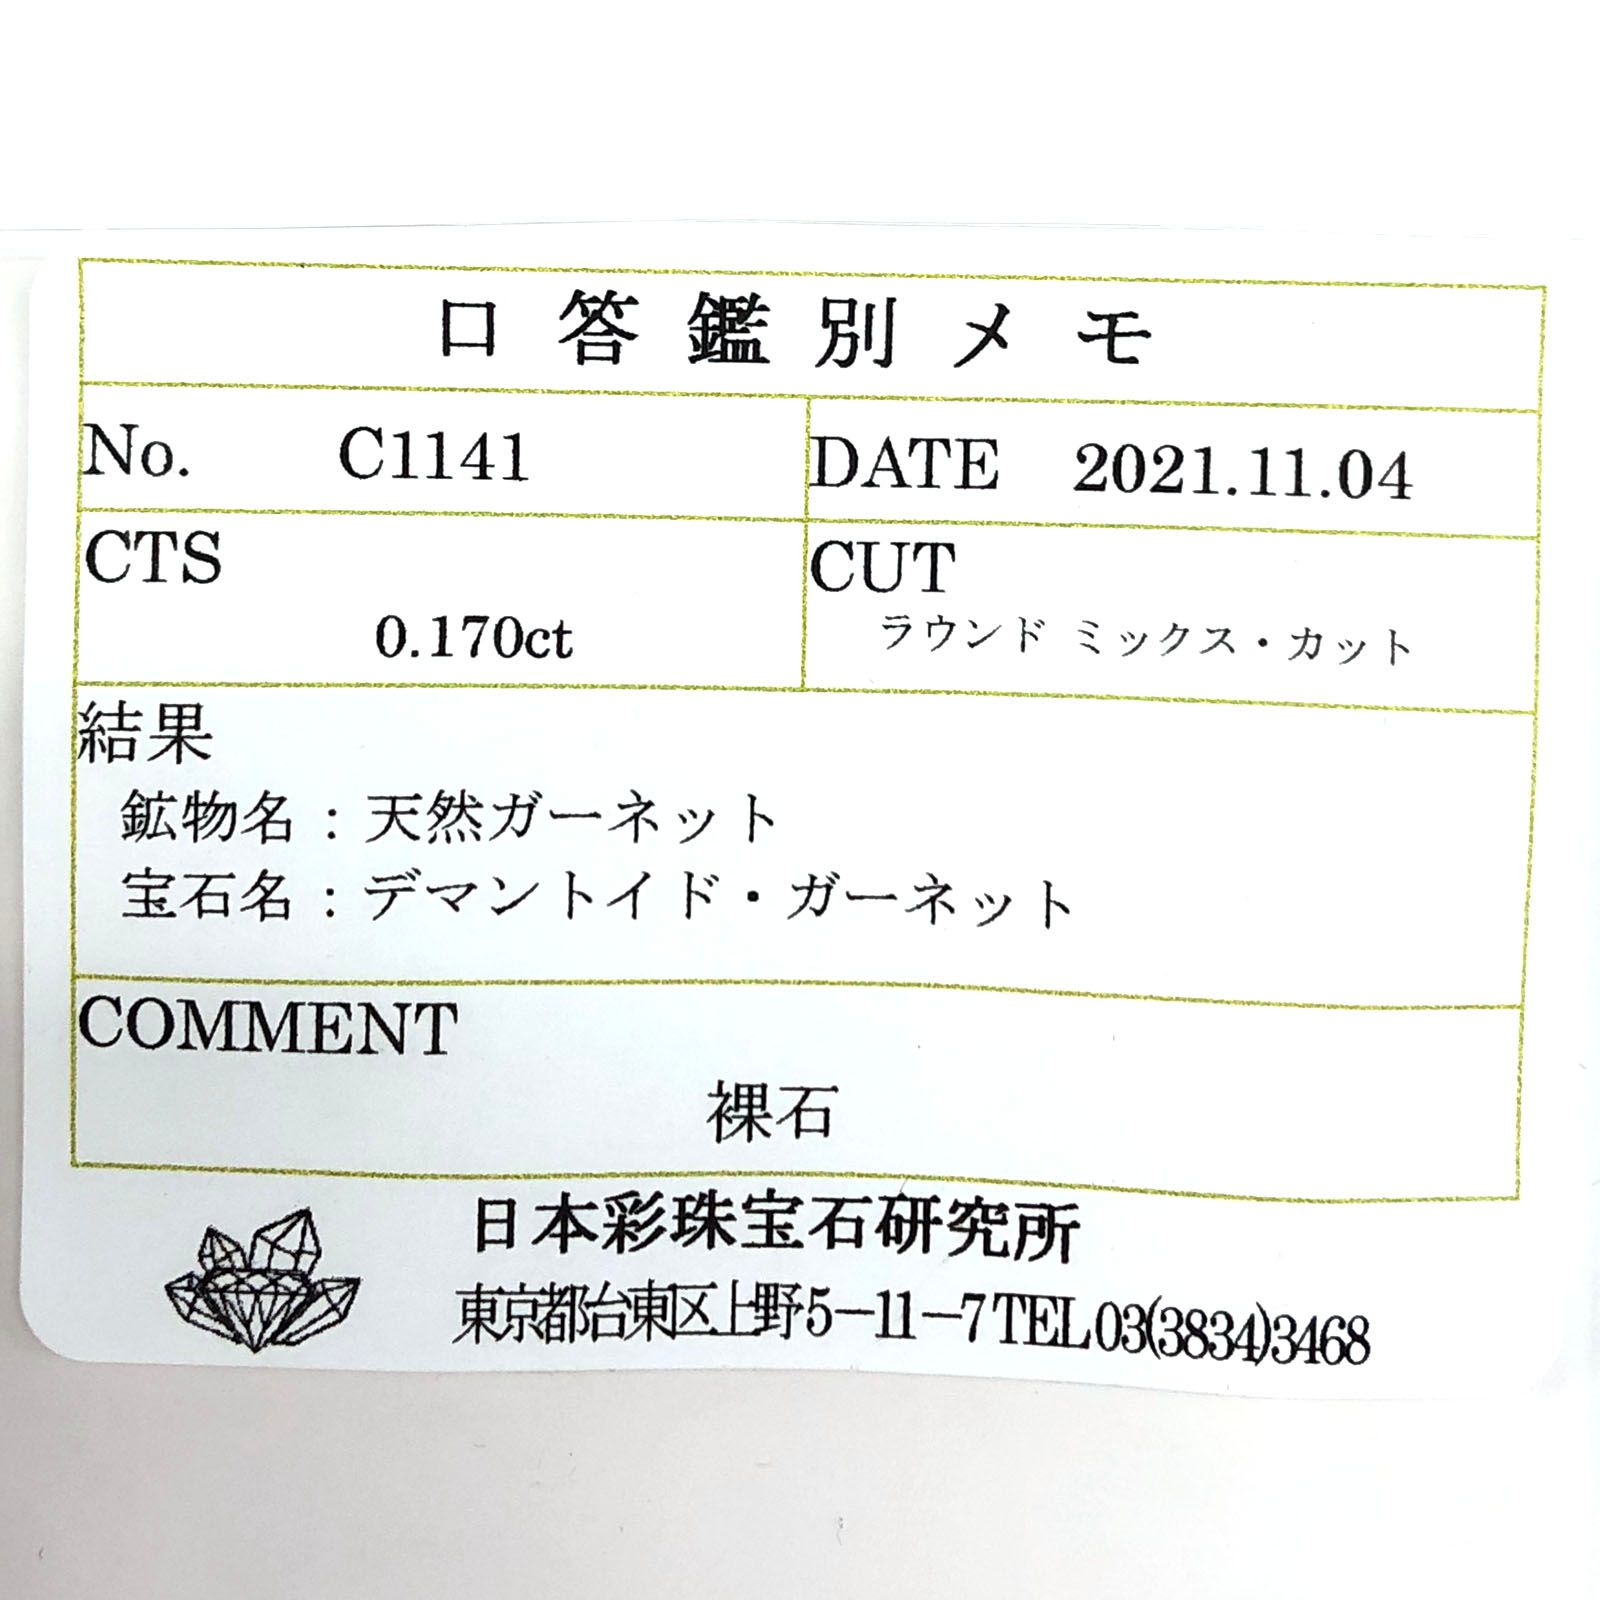 口答鑑別メモ
No. C1141 DATE 2021.11.04
CTS CUT
0.170ct ラウンド ミックス・カット
結果
鉱物名：天然ガーネット
宝石名：デマントイド・ガーネット
COMMENT
裸石
日本彩珠宝石研究所
東京都台東区上野5－11－7 TEL 03(3834)3468